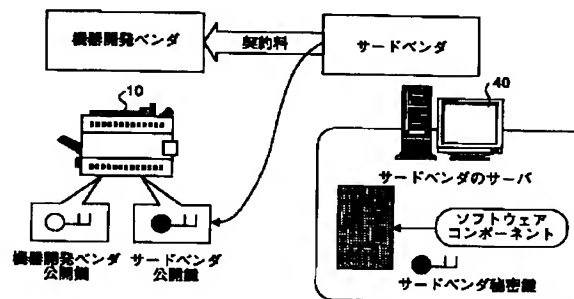 機器開発ベンダ
契約料
サードベンダ
10
40
サードベンダのサーバ
機器開発ベンダ
公開鍵
サードベンダ
公開鍵
ソフトウェア
コンポーネント
サードベンダ秘密鍵